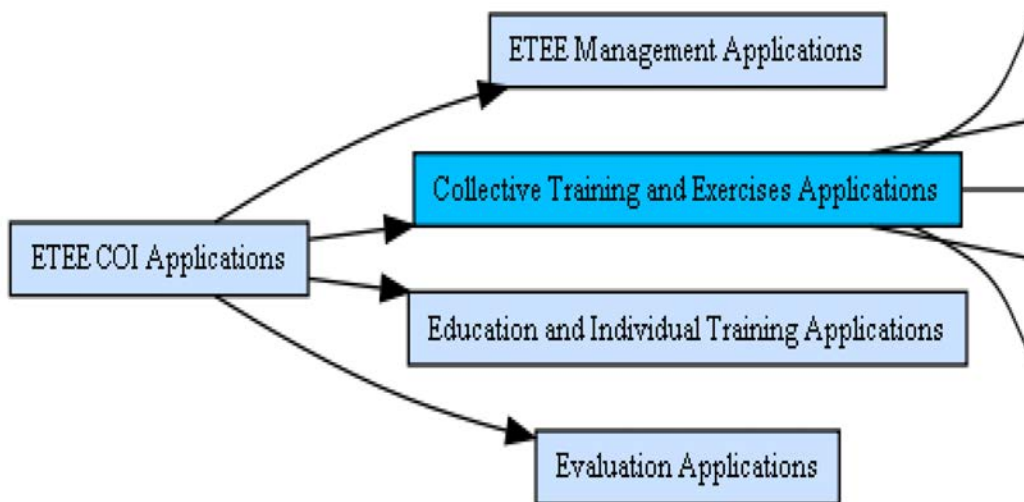 ETEE Management Applications
Collective Training and Exercises Applications
ETEE COI Applications
Education and Individual Training Applications
Evaluation Applications